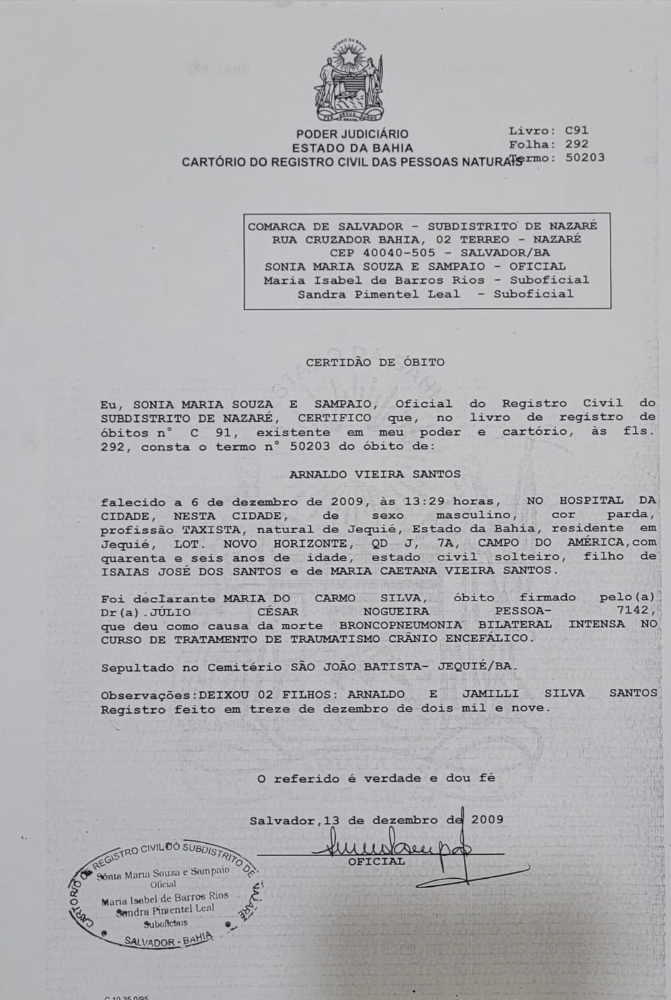 ESTADO DA BAHIA
PER ARDUA SURGO
BRASIL
PODER JUDICIÁRIO
ESTADO DA BAHIA
CARTÓRIO DO REGISTRO CIVIL DAS PESSOAS NATURAIS
Livro: C91
Folha: 292
Termo: 50203
COMARCA DE SALVADOR - SUBDISTRITO DE NAZARÉ
RUA CRUZADOR BAHIA, 02 TERREO - NAZARÉ
CEP 40040-505 - SALVADOR/BA
SONIA MARIA SOUZA E SAMPAIO - OFICIAL
Maria Isabel de Barros Rios - Suboficial
Sandra Pimentel Leal - Suboficial
CERTIDÃO DE ÓBITO
Eu, SONIA MARIA SOUZA E SAMPAIO, Oficial do Registro Civil do
SUBDISTRITO DE NAZARÉ, CERTIFICO que, no livro de registro de
óbitos n° C 91, existente em meu poder e cartório, às fls.
292, consta o termo n° 50203 do óbito de:
ARNALDO VIEIRA SANTOS
falecido a 6 de dezembro de 2009, às 13:29 horas, NO HOSPITAL DA
CIDADE, NESTA CIDADE, de sexo masculino, cor parda,
profissão TAXISTA, natural de Jequié, Estado da Bahia, residente em
Jequié, LOT. NOVO HORIZONTE, QD J, 7A, CAMPO DO AMÉRICA,com
quarenta e seis anos de idade, estado civil solteiro, filho de
ISAIAS JOSÉ DOS SANTOS e de MARIA CAETANA VIEIRA SANTOS.
Foi declarante MARIA DO CARMO SILVA, óbito firmado pelo(a)
Dr(a).JÚLIO CÉSAR NOGUEIRA PESSOA- 7142,
que deu como causa da morte BRONCOPNEUMONIA BILATERAL INTENSA NO
CURSO DE TRATAMENTO DE TRAUMATISMO CRÂNIO ENCEFÁLICO.
Sepultado no Cemitério SÃO JOÃO BATISTA- JEQUIÉ/BA.
Observações:DEIXOU 02 FILHOS: ARNALDO E JAMILLI SILVA SANTOS
Registro feito em treze de dezembro de dois mil e nove.
O referido é verdade e dou fé
Salvador,13 de dezembro de 2009
OFICIAL
CARTORIO DE REGISTRO CIVIL DO SUBDISTRITO DE NAZARÉ
Sônia Maria Souza e Sampaio
Oficial
Maria Isabel de Barros Rios
Sandra Pimentel Leal
Suboficiais
SALVADOR - BAHIA